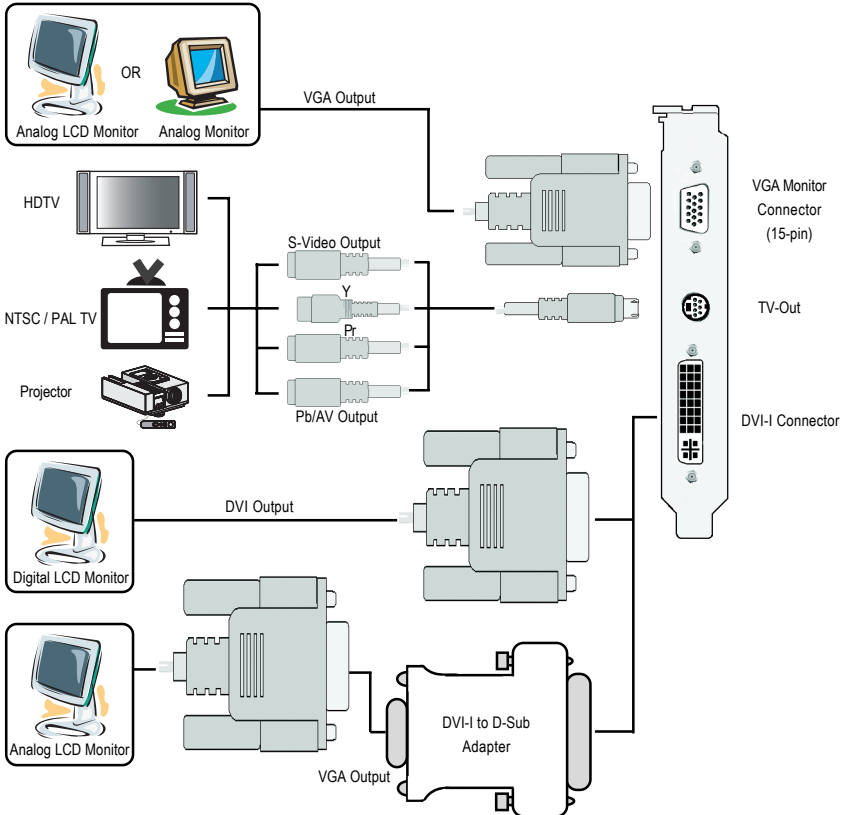 OR
Analog LCD Monitor
Analog Monitor
VGA Output
VGA Monitor
Connector
(15-pin)
HDTV
S-Video Output
Y
NTSC / PAL TV
TV-Out
Pr
Projector
Pb/AV Output
DVI-I Connector
DVI Output
Digital LCD Monitor
DVI-I to D-Sub
Adapter
Analog LCD Monitor
VGA Output